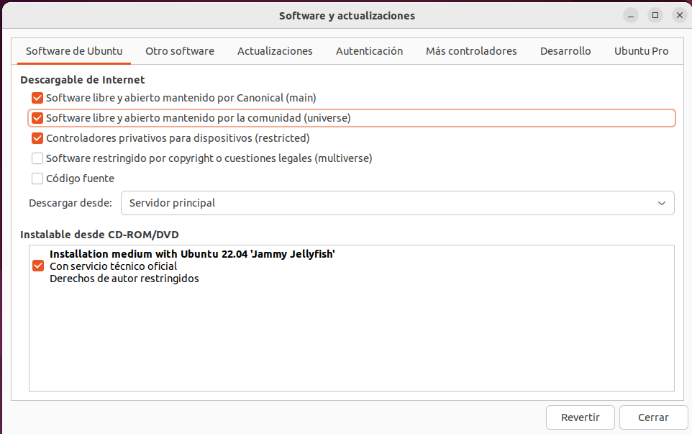 Software y actualizaciones
Software de Ubuntu Otro software Actualizaciones Autenticación Más controladores Desarrollo Ubuntu Pro
Descargable de Internet
Software libre y abierto mantenido por Canonical (main)
Software libre y abierto mantenido por la comunidad (universe)
Controladores privativos para dispositivos (restricted)
Software restringido por copyright o cuestiones legales (multiverse)
Código fuente
Descargar desde: Servidor principal
Instalable desde CD-ROM/DVD
Installation medium with Ubuntu 22.04 'Jammy Jellyfish'
Con servicio técnico oficial
Derechos de autor restringidos
Revertir Cerrar